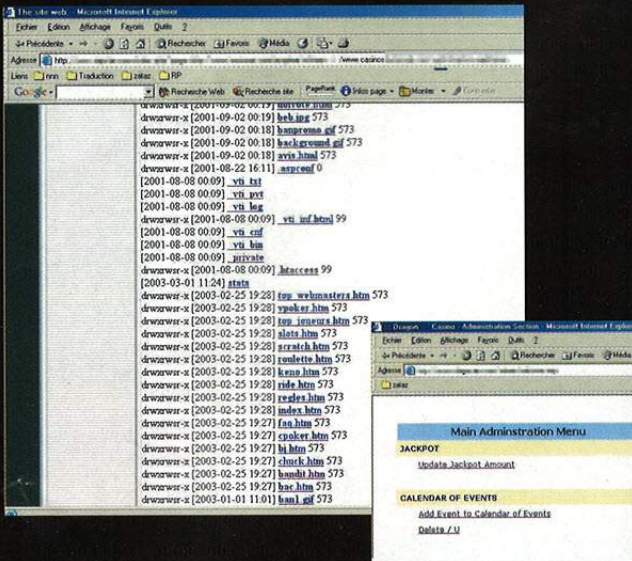 The site web - Microsoft Internet Explorer
Fichier Edition Affichage Favoris Outils ?
Précédente Rechercher Favoris Média
Adresse http /www casinos
Liens nnn Traduction zataz RP
Google Recherche Web Recherche site PageRank Infos page Monter
drwxrwsr-x [2001-09-02 00:19] 573
drwxrwsr-x [2001-09-02 00:19] beb.jpg 573
drwxrwsr-x [2001-09-02 00:18] banpromo.gif 573
drwxrwsr-x [2001-09-02 00:18] background.gif 573
drwxrwsr-x [2001-09-02 00:18] avis.html 573
drwxrwsr-x [2001-08-22 16:11] .aspconf 0
[2001-08-08 00:09] _vti_txt
[2001-08-08 00:09] _vti_pvt
[2001-08-08 00:09] _vti_log
drwxrwsr-x [2001-08-08 00:09] _vti_inf.html 99
[2001-08-08 00:09] _vti_cnf
[2001-08-08 00:09] _vti_bin
[2001-08-08 00:09] _private
drwxrwsr-x [2001-08-08 00:09] .htaccess 99
[2003-03-01 11:24] stats
drwxrwsr-x [2003-02-25 19:28] top_webmasters.htm 573
drwxrwsr-x [2003-02-25 19:28] vpoker.htm 573
drwxrwsr-x [2003-02-25 19:28] top_joueurs.htm 573
drwxrwsr-x [2003-02-25 19:28] slots.htm 573
drwxrwsr-x [2003-02-25 19:28] scratch.htm 573
drwxrwsr-x [2003-02-25 19:28] roulette.htm 573
drwxrwsr-x [2003-02-25 19:28] keno.htm 573
drwxrwsr-x [2003-02-25 19:28] ride.htm 573
drwxrwsr-x [2003-02-25 19:28] regles.htm 573
drwxrwsr-x [2003-02-25 19:28] index.htm 573
drwxrwsr-x [2003-02-25 19:27] faq.htm 573
drwxrwsr-x [2003-02-25 19:27] cpoker.htm 573
drwxrwsr-x [2003-02-25 19:27] bj.htm 573
drwxrwsr-x [2003-02-25 19:27] chuck.htm 573
drwxrwsr-x [2003-02-25 19:27] bandit.htm 573
drwxrwsr-x [2003-02-25 19:27] bac.htm 573
drwxrwsr-x [2003-01-01 11:01] ban1.gif 573
Dragon Casino - Administration Section - Microsoft Internet Explorer
Fichier Edition Affichage Favoris Outils ?
Précédente Rechercher Favoris Média
Adresse
zataz
Main Adminstration Menu
JACKPOT
Update Jackpot Amount
CALENDAR OF EVENTS
Add Event to Calendar of Events
Delete / U